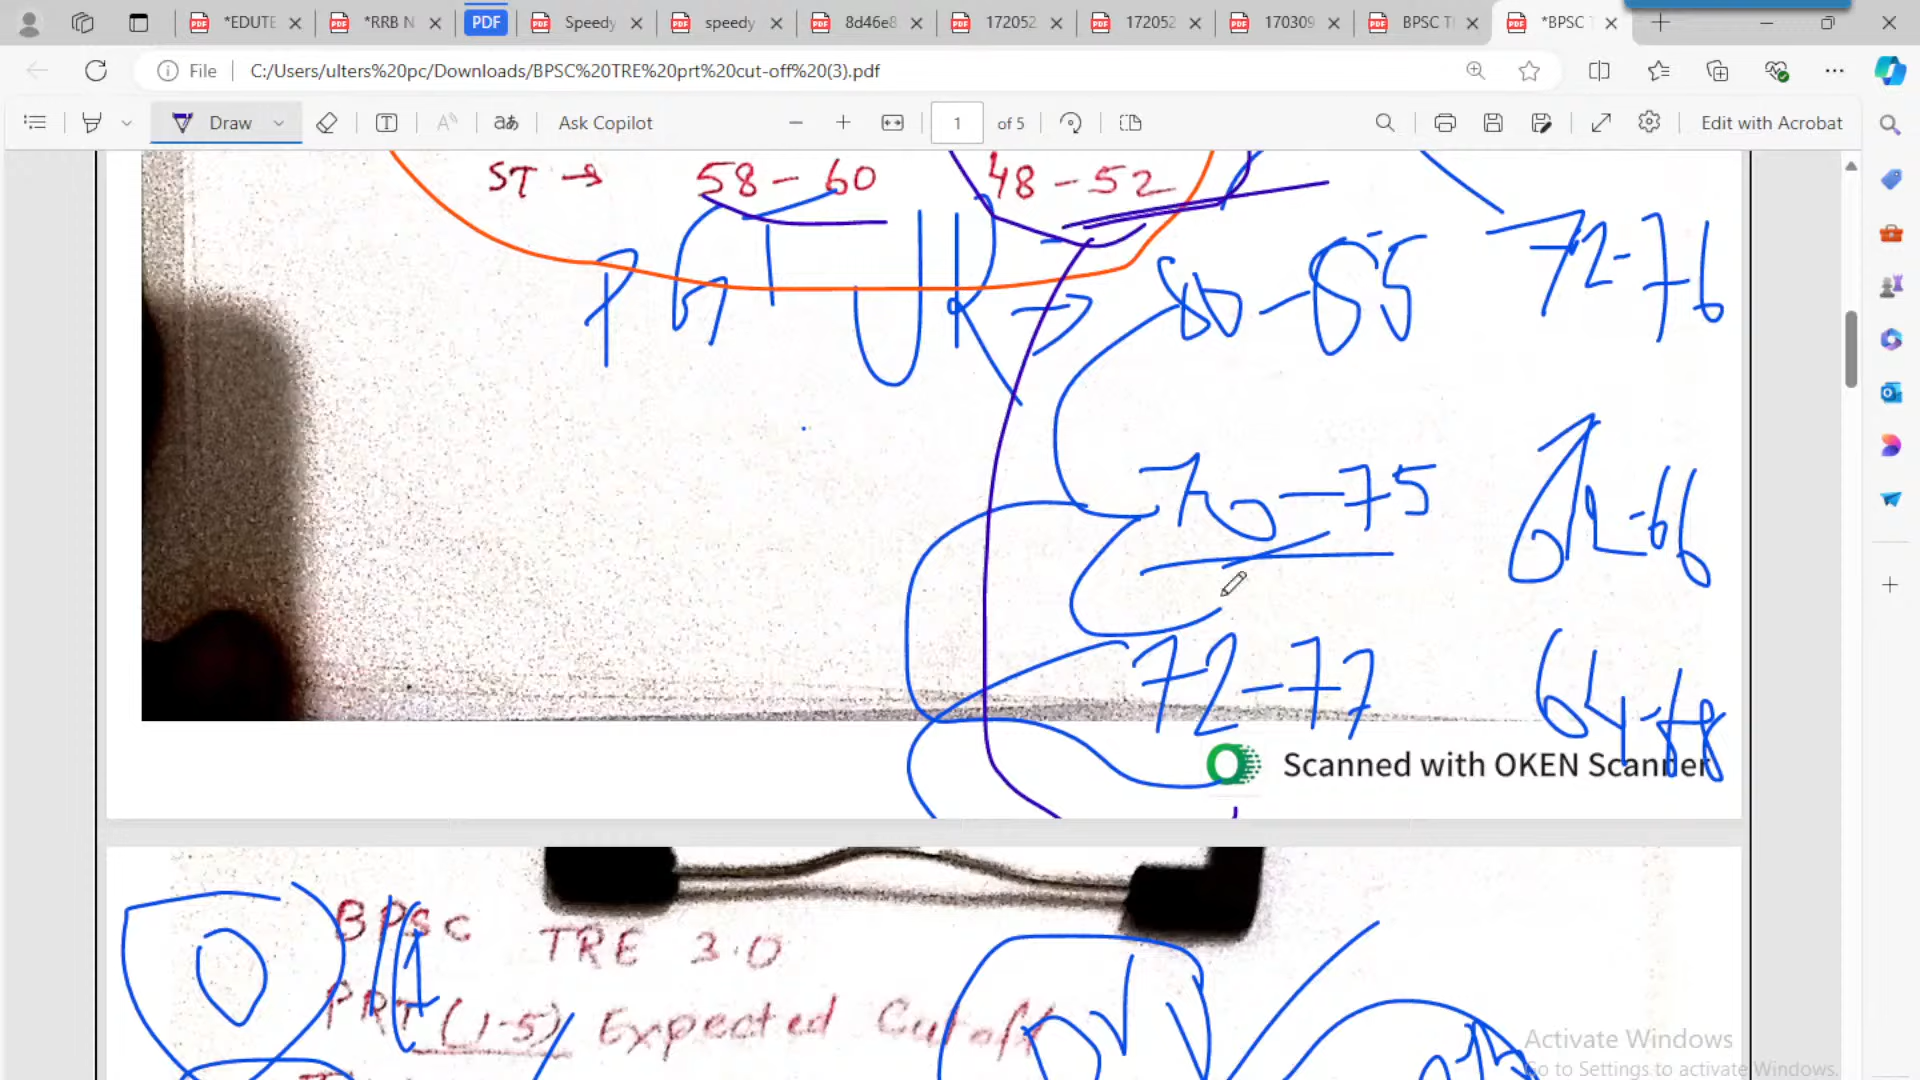 *EDUTE
*RRB N
PDF
Speedy
speedy
8d46e8
172052
172052
170309
BPSC T
*BPSC T
File C:/Users/ulters%20pc/Downloads/BPSC%20TRE%20prt%20cut-off%20(3).pdf
Draw
Ask Copilot
1 of 5
Edit with Acrobat
ST → 58 - 60 48 - 52
UR → 80 - 85 72-76
70 - 75 62-66
72-77 64-68
Scanned with OKEN Scanner
BPSC TRE 3.0
PRT (1-5) Expected Cutoff
Activate Windows
Go to Settings to activate Windows.